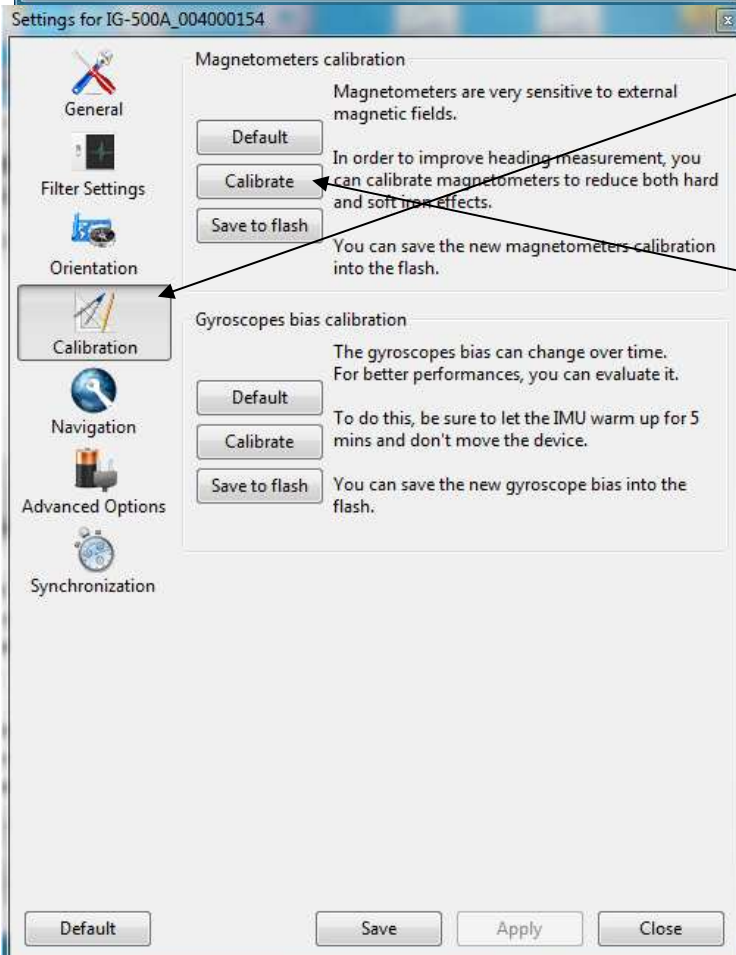 Settings for IG-500A_004000154
General
Filter Settings
Orientation
Calibration
Navigation
Advanced Options
Synchronization
Magnetometers calibration
Default
Calibrate
Save to flash
Magnetometers are very sensitive to external
magnetic fields.
In order to improve heading measurement, you
can calibrate magnetometers to reduce both hard
and soft iron effects.
You can save the new magnetometers calibration
into the flash.
Gyroscopes bias calibration
Default
Calibrate
Save to flash
The gyroscopes bias can change over time.
For better performances, you can evaluate it.
To do this, be sure to let the IMU warm up for 5
mins and don't move the device.
You can save the new gyroscope bias into the
flash.
Default
Save
Apply
Close